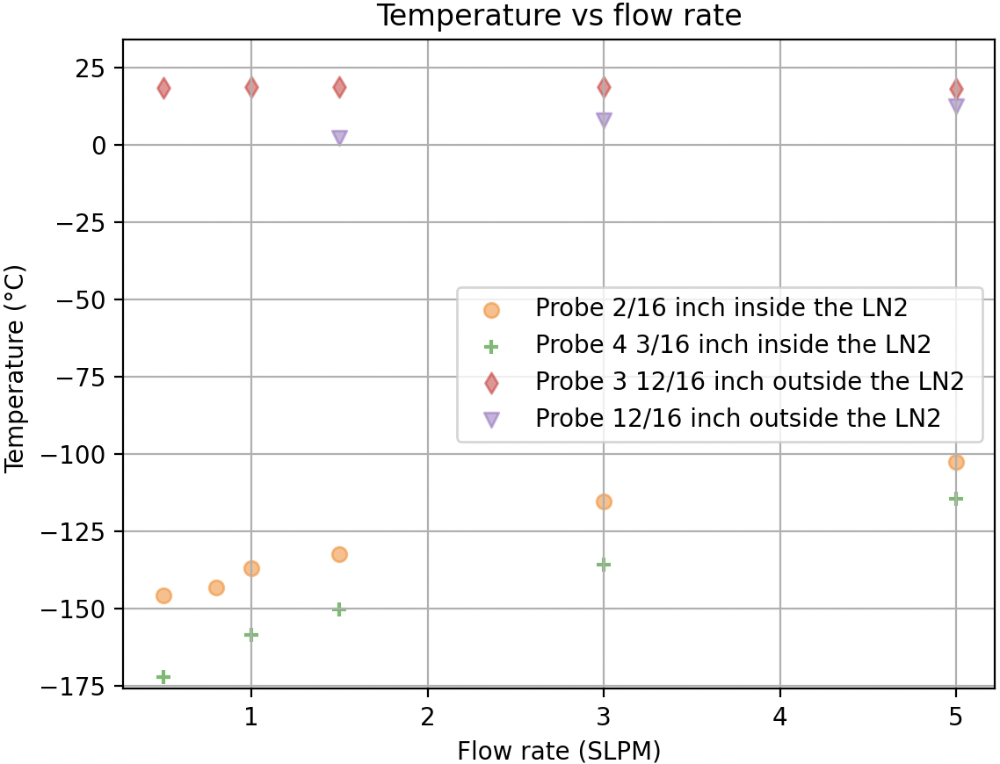 Temperature vs flow rate
25
0
−25
−50
−75
−100
−125
−150
−175
Temperature (°C)
Probe 2/16 inch inside the LN2
Probe 4 3/16 inch inside the LN2
Probe 3 12/16 inch outside the LN2
Probe 12/16 inch outside the LN2
1 2 3 4 5
Flow rate (SLPM)